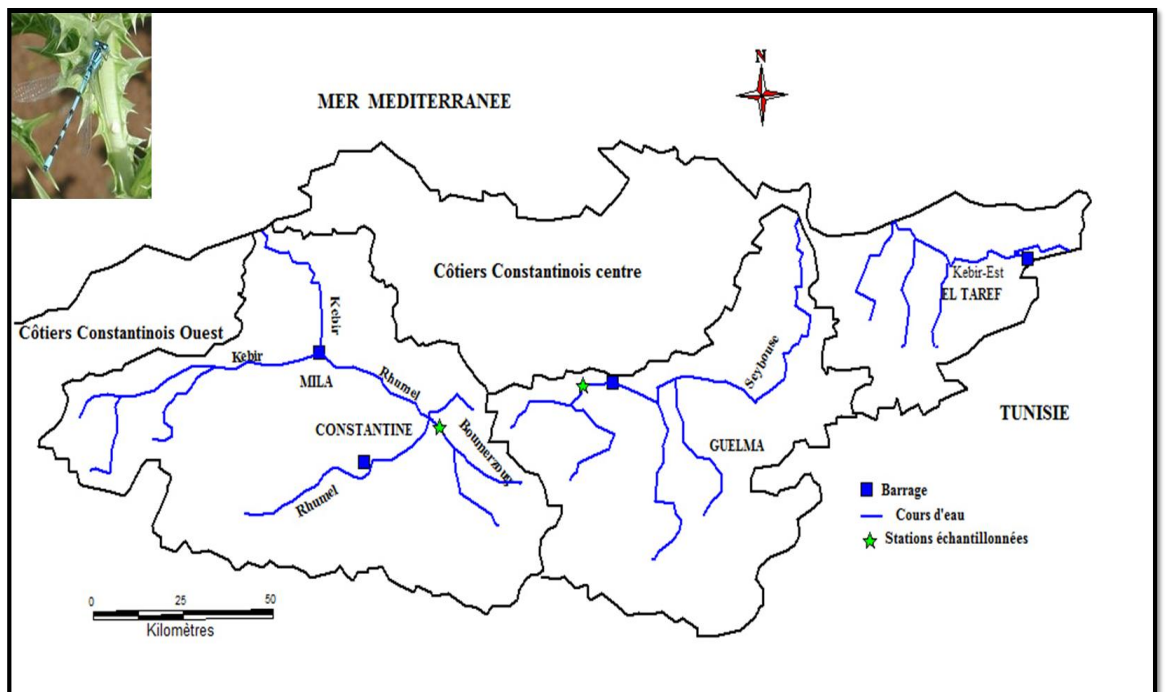 N
MER MEDITERRANEE
Côtiers Constantinois centre
Kebir-Est
EL TAREF
Kebir
Côtiers Constantinois Ouest
Kebir
MILA
Rhumel
Seybouse
TUNISIE
CONSTANTINE
Boumerzoug
GUELMA
Rhumel
Barrage
Cours d'eau
Stations échantillonnées
0 25 50
Kilomètres